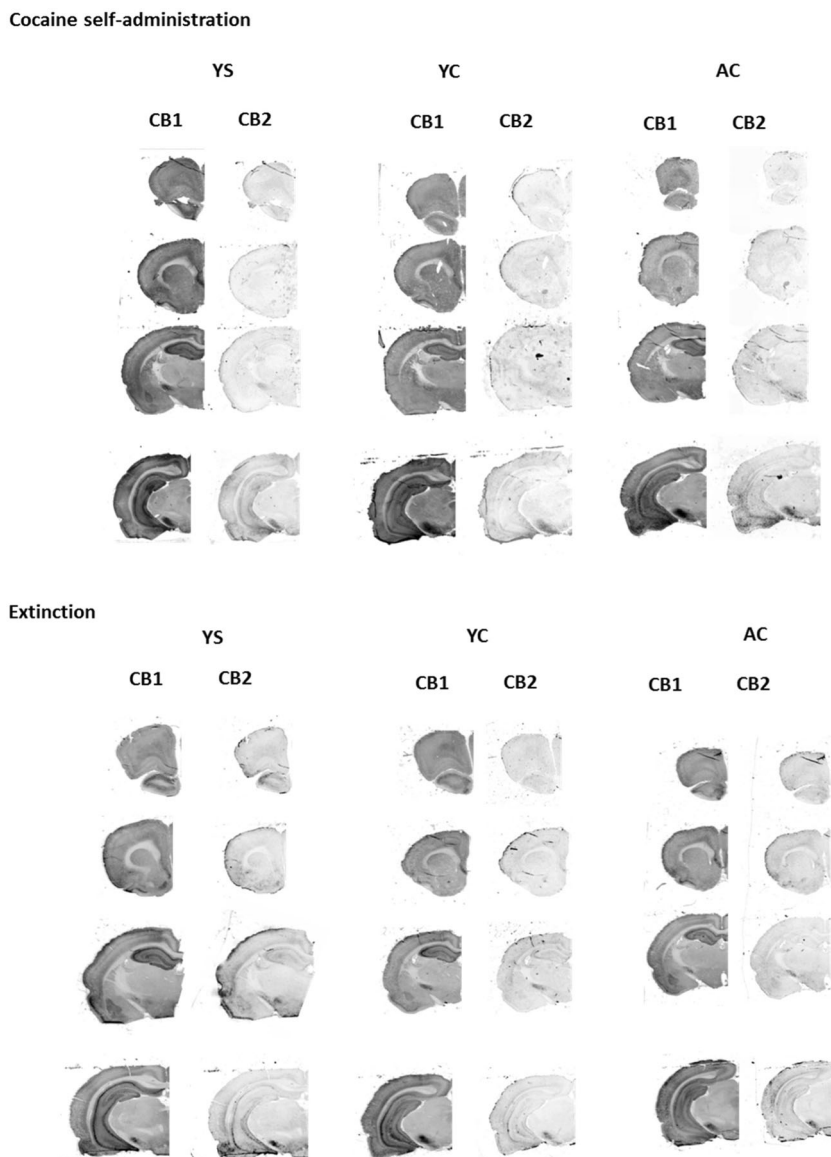 Cocaine self-administration
YS YC AC
CB1 CB2 CB1 CB2 CB1 CB2
Extinction
YS YC AC
CB1 CB2 CB1 CB2 CB1 CB2